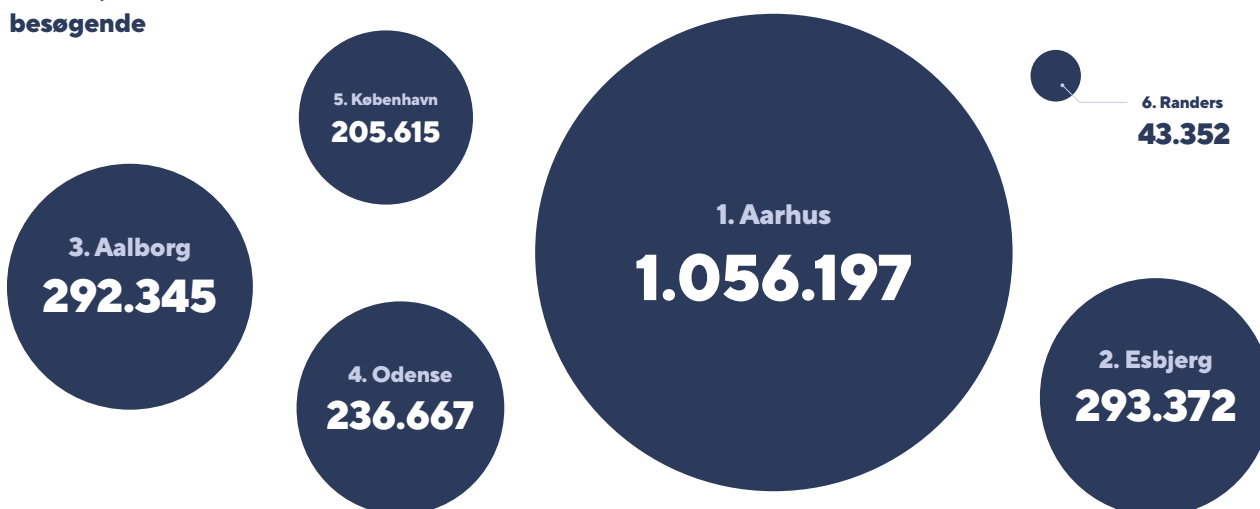 besøgende
5. København
205.615
1. Aarhus
1.056.197
6. Randers
43.352
3. Aalborg
292.345
4. Odense
236.667
2. Esbjerg
293.372